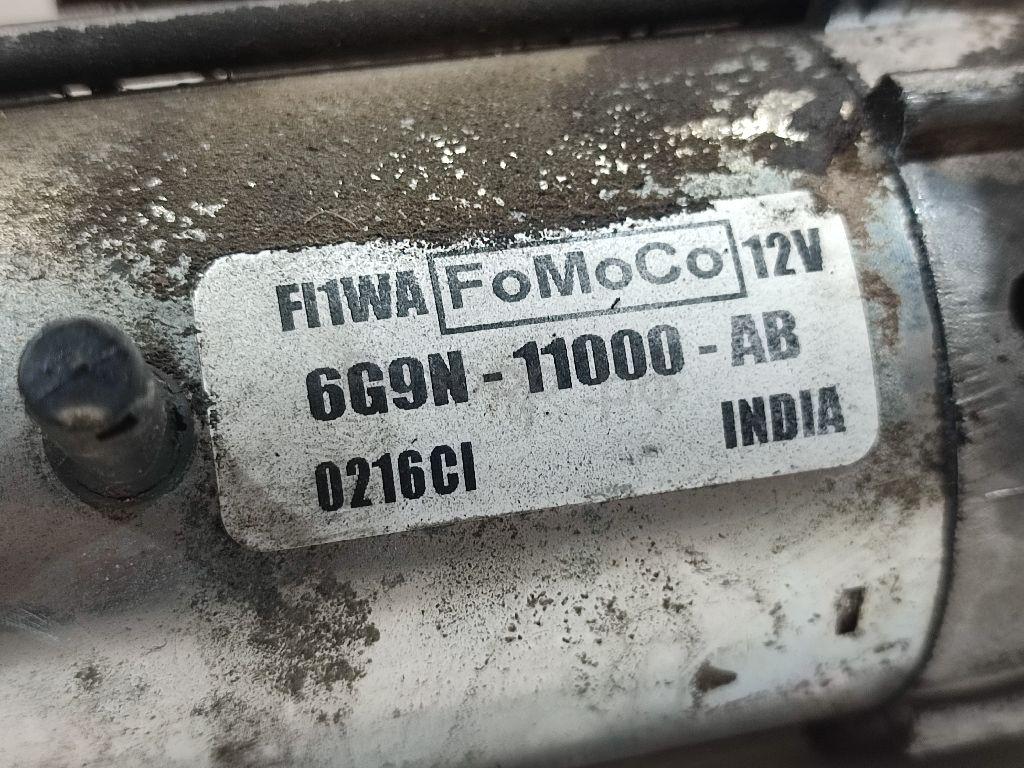 FI1WA FoMoCo 12V
6G9N - 11000 - AB
0216CI INDIA